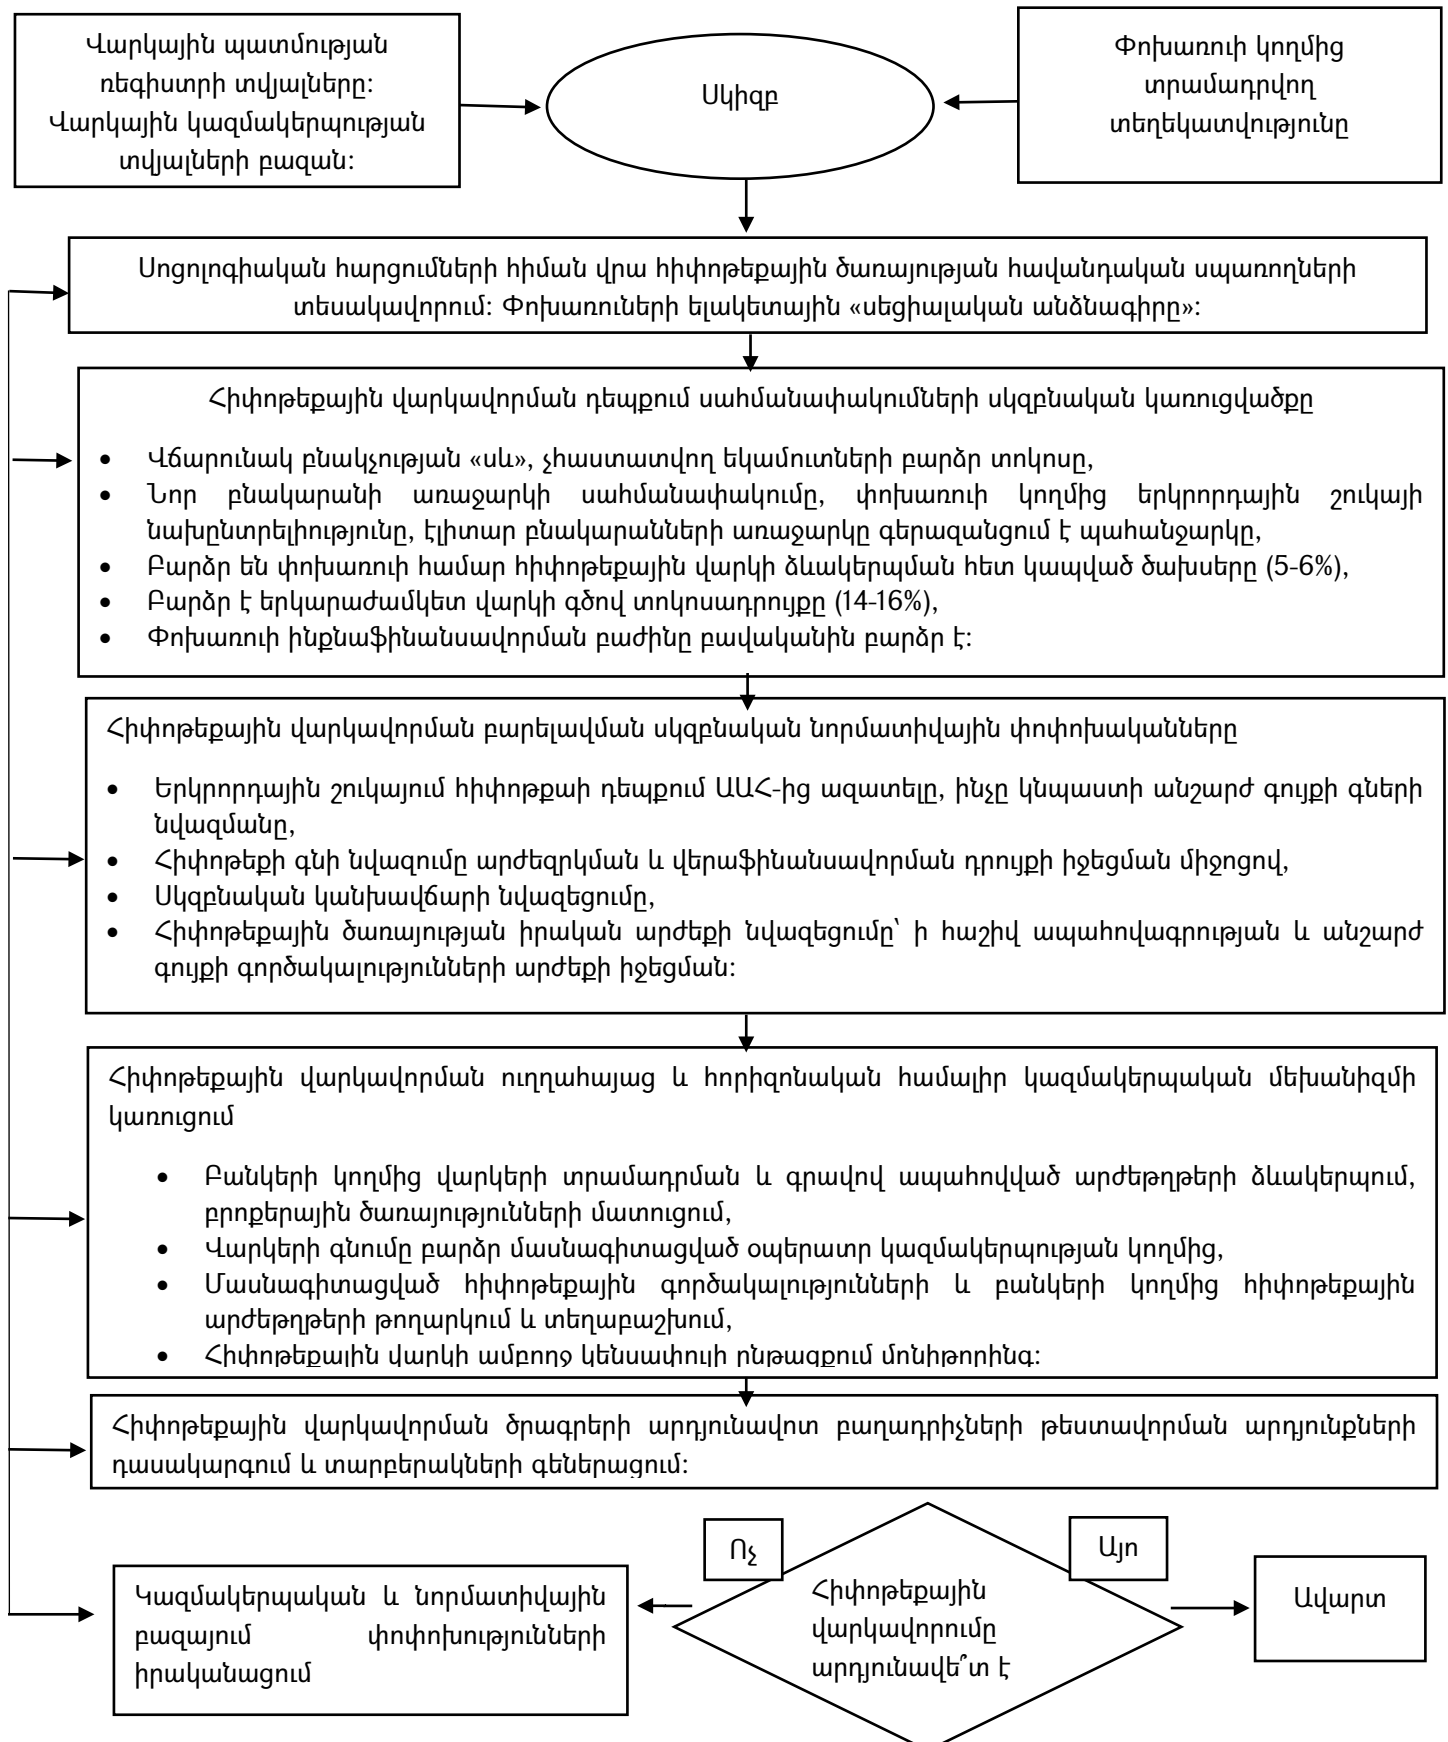 Վարկային պատմության
ռեգիստրի տվյալները:
Վարկային կազմակերպության
տվյալների բազան:
Սկիզբ
Փոխառուի կողմից
տրամադրվող
տեղեկատվությունը
Սոցոլոգիական հարցումների հիման վրա հիփոթեքային ծառայության հավանդական սպառողների
տեսակավորում: Փոխառուների ելակետային «սեցիալական անձնագիրը»:
Հիփոթեքային վարկավորման դեպքում սահմանափակումների սկզբնական կառուցվածքը
• Վճարունակ բնակչության «սև», չհաստատվող եկամուտների բարձր տոկոսը,
• Նոր բնակարանի առաջարկի սահմանափակումը, փոխառուի կողմից երկրորդային շուկայի
նախընտրելիությունը, էլիտար բնակարանների առաջարկը գերազանցում է պահանջարկը,
• Բարձր են փոխառուի համար հիփոթեքային վարկի ձևակերպման հետ կապված ծախսերը (5-6%),
• Բարձր է երկարաժամկետ վարկի գծով տոկոսադրույքը (14-16%),
• Փոխառուի ինքնաֆինանսավորման բաժինը բավականին բարձր է:
Հիփոթեքային վարկավորման բարելավման սկզբնական նորմատիվային փոփոխականները
• Երկրորդային շուկայում հիփոթքաի դեպքում ԱԱՀ-ից ազատելը, ինչը կնպաստի անշարժ գույքի գների
նվազմանը,
• Հիփոթեքի գնի նվազումը արժեզրկման և վերաֆինանսավորման դրույքի իջեցման միջոցով,
• Սկզբնական կանխավճարի նվազեցումը,
• Հիփոթեքային ծառայության իրական արժեքի նվազեցումը՝ ի հաշիվ ապահովագրության և անշարժ
գույքի գործակալությունների արժեքի իջեցման:
Հիփոթեքային վարկավորման ուղղահայաց և հորիզոնական համալիր կազմակերպական մեխանիզմի
կառուցում
• Բանկերի կողմից վարկերի տրամադրման և գրավով ապահովված արժեթղթերի ձևակերպում,
բրոքերային ծառայությունների մատուցում,
• Վարկերի գնումը բարձր մասնագիտացված օպերատր կազմակերպության կողմից,
• Մասնագիտացված հիփոթեքային գործակալությունների և բանկերի կողմից հիփոթեքային
արժեթղթերի թողարկում և տեղաբաշխում,
• Հիփոթեքային վարկի ամբողջ կենսափուլի ընթացքում մոնիթորինգ:
Հիփոթեքային վարկավորման ծրագրերի արդյունավոտ բաղադրիչների թեստավորման արդյունքների
դասակարգում և տարբերակների գեներացում:
Ոչ
Այո
Կազմակերպական և նորմատիվային
բազայում փոփոխությունների
իրականացում
Հիփոթեքային
վարկավորումը
արդյունավե՞տ է
Ավարտ